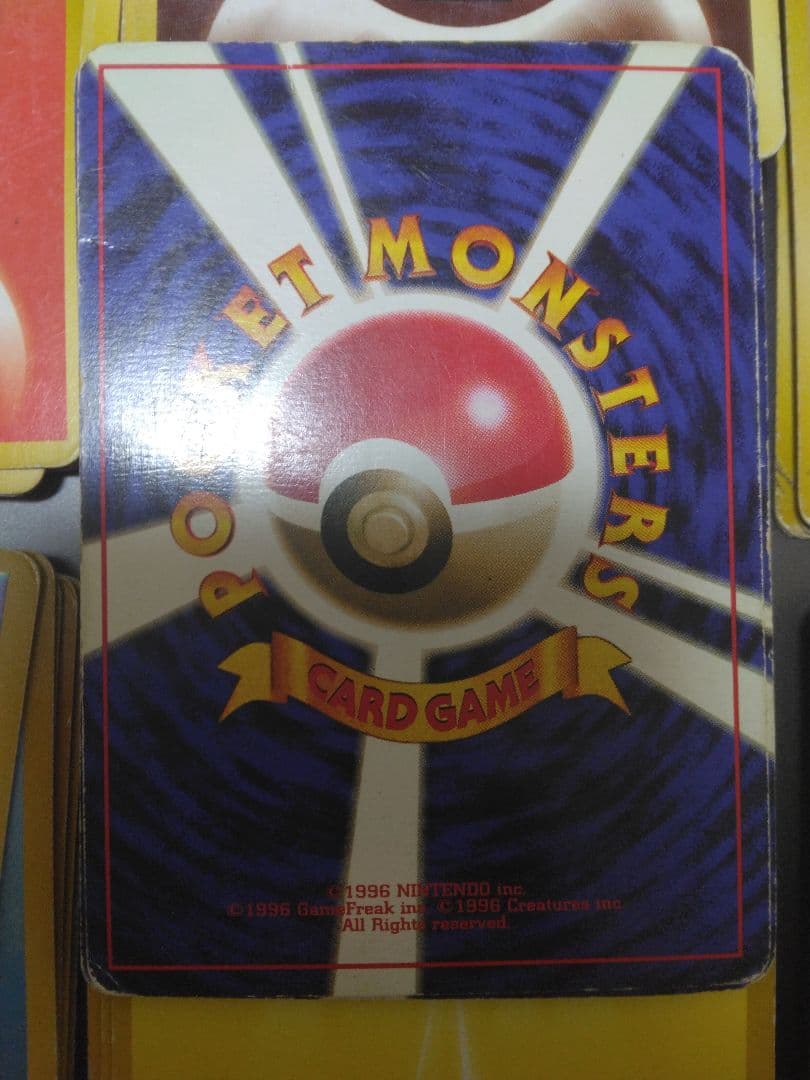 POCKET MONSTERS
CARD GAME
©1996 NINTENDO inc.
©1996 GameFreak inc. ©1996 Creatures inc.
All Rights reserved.